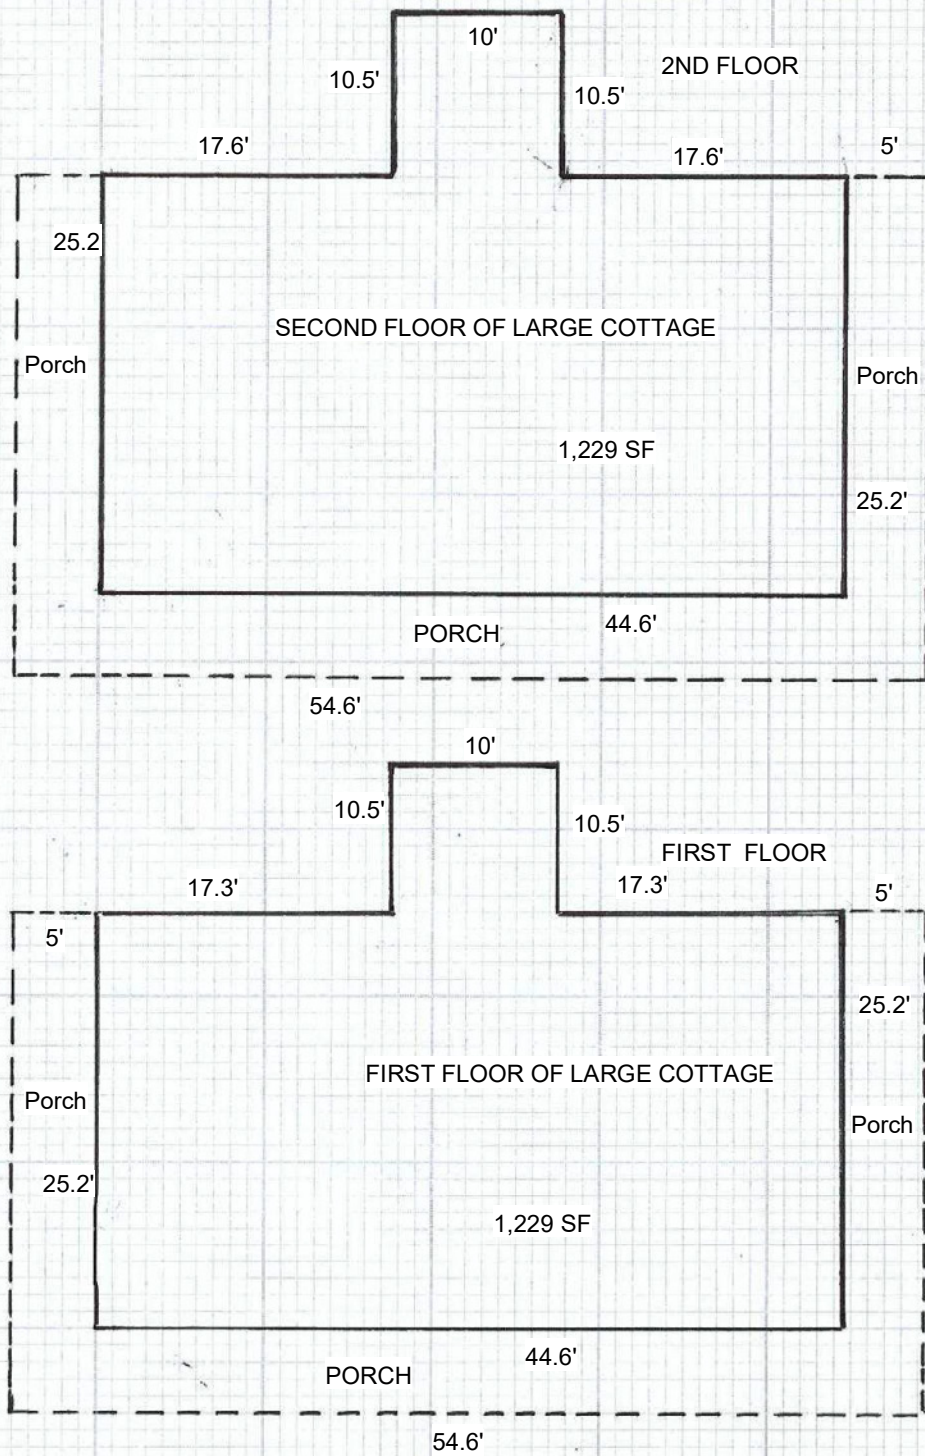 10'
2ND FLOOR
10.5'
10.5'
17.6'
17.6'
5'
25.2
SECOND FLOOR OF LARGE COTTAGE
Porch
Porch
1,229 SF
25.2'
PORCH
44.6'
54.6'
10'
10.5'
10.5'
FIRST FLOOR
17.3'
17.3'
5'
5'
25.2'
FIRST FLOOR OF LARGE COTTAGE
Porch
Porch
25.2'
1,229 SF
44.6'
PORCH
54.6'